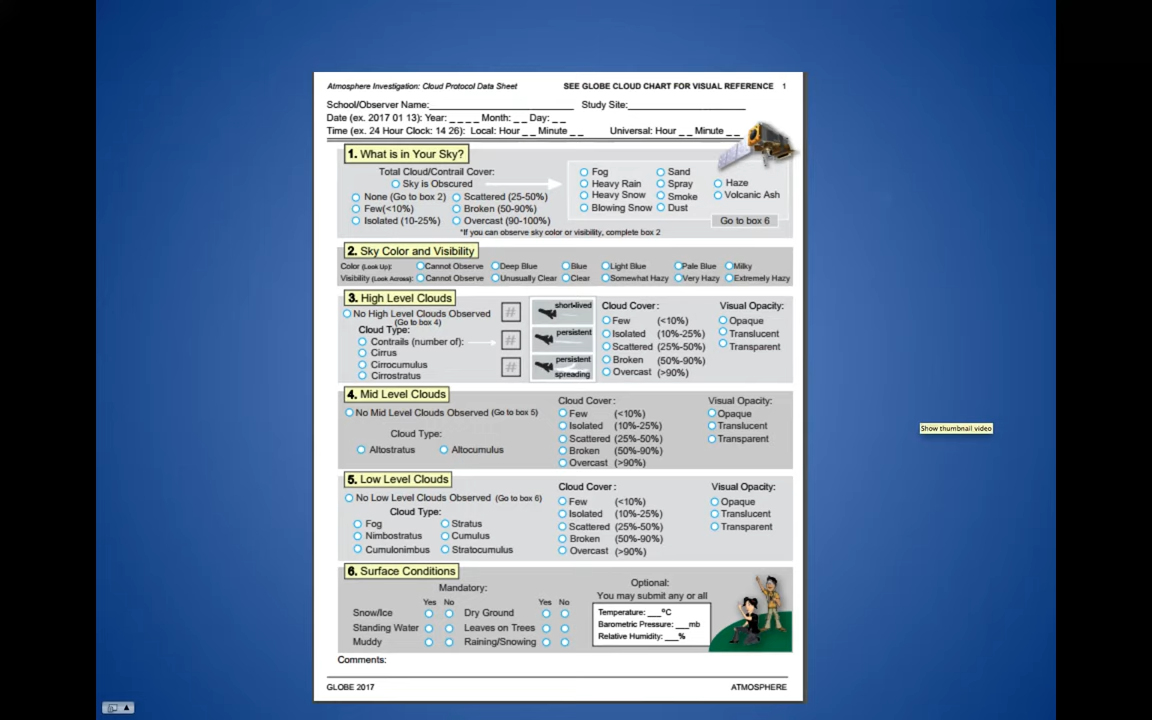 Atmosphere Investigation: Cloud Protocol Data Sheet SEE GLOBE CLOUD CHART FOR VISUAL REFERENCE 1
School/Observer Name:____________________________ Study Site:_______________________
Date (ex. 2017 01 13): Year: _ _ _ _ Month: _ _ Day: _ _
Time (ex. 24 Hour Clock: 14 26): Local: Hour _ _ Minute _ _ Universal: Hour _ _ Minute _ _
1. What is in Your Sky?
Total Cloud/Contrail Cover:
Sky is Obscured
None (Go to box 2) Scattered (25-50%)
Few(<10%) Broken (50-90%)
Isolated (10-25%) Overcast (90-100%)
Fog Sand
Heavy Rain Spray Haze
Heavy Snow Smoke Volcanic Ash
Blowing Snow Dust
Go to box 6
*If you can observe sky color or visibility, complete box 2
2. Sky Color and Visibility
Color (Look Up): Cannot Observe Deep Blue Blue Light Blue Pale Blue Milky
Visibility (Look Across): Cannot Observe Unusually Clear Clear Somewhat Hazy Very Hazy Extremely Hazy
3. High Level Clouds
No High Level Clouds Observed
(Go to box 4)
Cloud Type:
Contrails (number of):
Cirrus
Cirrocumulus
Cirrostratus
# short-lived
# persistent
# persistent
spreading
Cloud Cover: Visual Opacity:
Few (<10%) Opaque
Isolated (10%-25%) Translucent
Scattered (25%-50%) Transparent
Broken (50%-90%)
Overcast (>90%)
4. Mid Level Clouds
No Mid Level Clouds Observed (Go to box 5)
Cloud Type:
Altostratus Altocumulus
Cloud Cover: Visual Opacity:
Few (<10%) Opaque
Isolated (10%-25%) Translucent
Scattered (25%-50%) Transparent
Broken (50%-90%)
Overcast (>90%)
5. Low Level Clouds
No Low Level Clouds Observed (Go to box 6)
Cloud Type:
Fog Stratus
Nimbostratus Cumulus
Cumulonimbus Stratocumulus
Cloud Cover: Visual Opacity:
Few (<10%) Opaque
Isolated (10%-25%) Translucent
Scattered (25%-50%) Transparent
Broken (50%-90%)
Overcast (>90%)
6. Surface Conditions
Mandatory:
Yes No Yes No
Snow/Ice Dry Ground
Standing Water Leaves on Trees
Muddy Raining/Snowing
Optional:
You may submit any or all
Temperature: ___ºC
Barometric Pressure: ___mb
Relative Humidity: ___%
Comments:
GLOBE 2017 ATMOSPHERE
Show thumbnail video